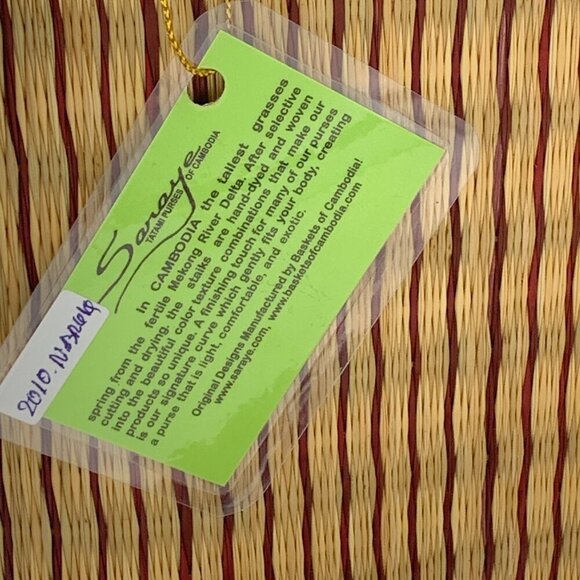 Saraye
TATAMI PURSES OF CAMBODIA
In CAMBODIA the tallest grasses
spring from the fertile Mekong River Delta. After selective
cutting and drying, the stalks are hand-dyed and woven
into the beautiful color-texture combinations that make our
products so unique. A finishing touch for many of our purses
is our signature curve which gently fits your body, creating
a purse that is light, comfortable, and exotic.
Original Designs Manufactured by Baskets of Cambodia!
www.saraye.com, www.basketsofcambodia.com
2010.